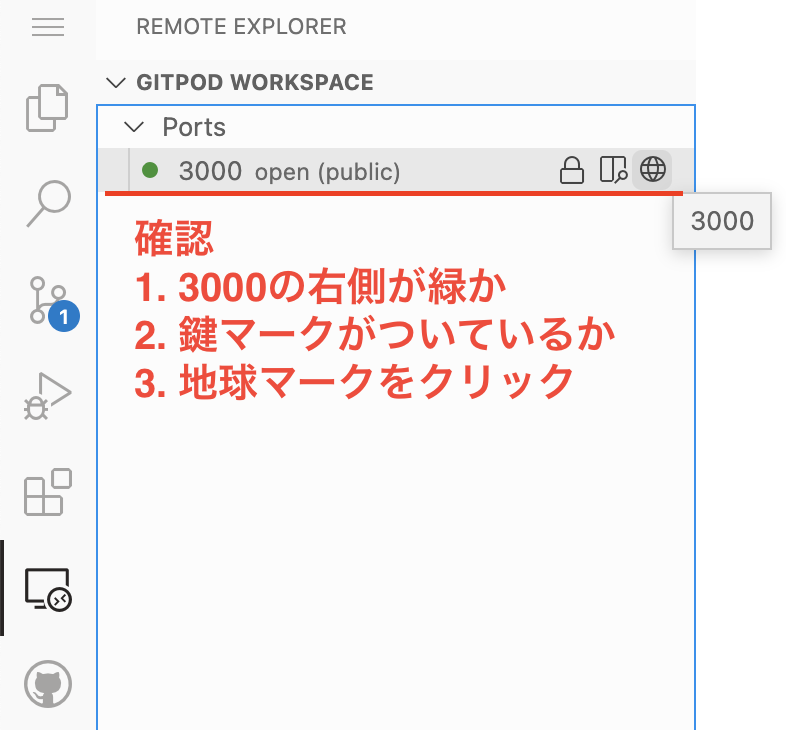 REMOTE EXPLORER
GITPOD WORKSPACE
Ports
3000 open (public)
3000
確認
1. 3000の右側が緑か
2. 鍵マークがついているか
3. 地球マークをクリック
1